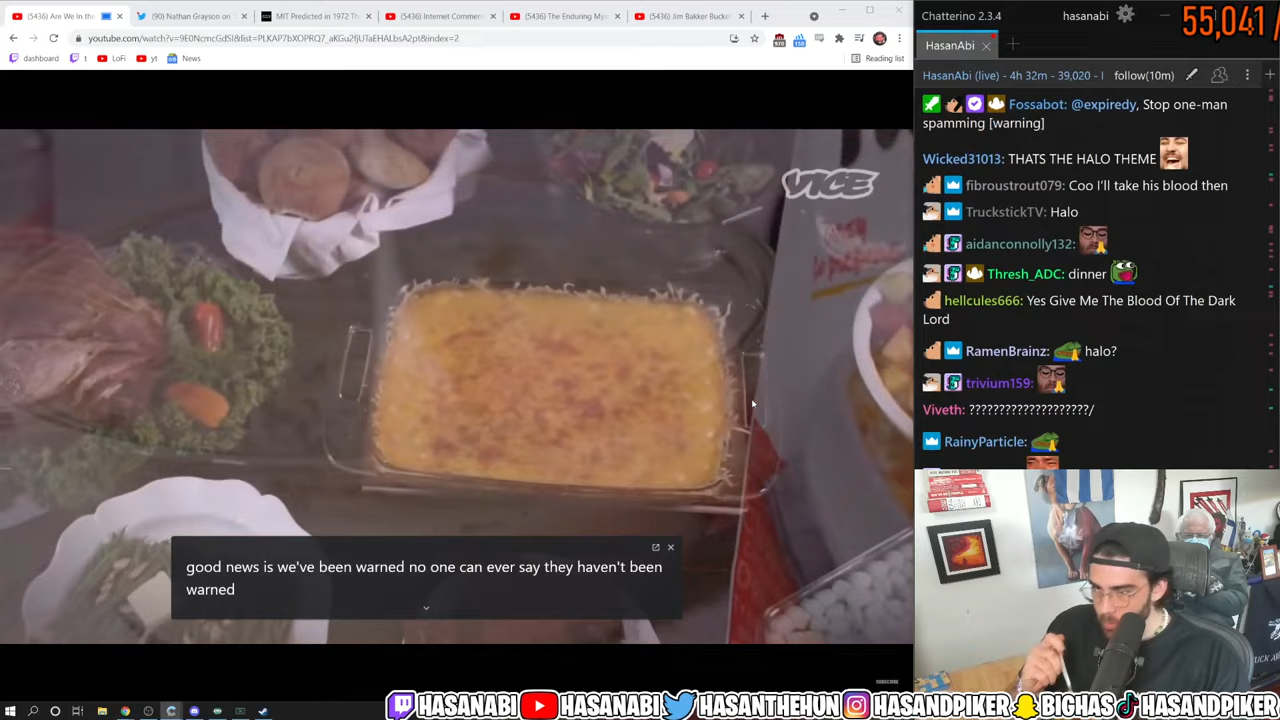 (5436) Are We In the
(90) Nathan Grayson on
MIT Predicted in 1972 Th
(5436) Internet Commen
(5436) The Enduring Mys
(5436) Jim Bakker Bucket
youtube.com/watch?v=9E0NcmcGdSI&list=PLKAP7bXOPRQ7_aKGu2fjUTaEHALbsA2pt&index=2
970
150
dashboard
t
LoFi
yt
News
Reading list
VICE
good news is we've been warned no one can ever say they haven't been
warned
SUBSCRIBE
Chatterino 2.3.4
hasanabi
55,041 /
HasanAbi
HasanAbi (live) - 4h 32m - 39,020 - I
follow(10m)
Fossabot: @expiredy, Stop one-man
spamming [warning]
Wicked31013: THATS THE HALO THEME
fibroustrout079: Coo I'll take his blood then
TruckstickTV: Halo
aidanconnolly132:
Thresh_ADC: dinner
hellcules666: Yes Give Me The Blood Of The Dark
Lord
RamenBrainz: halo?
trivium159:
Viveth: ????????????????????/
RainyParticle:
HASANABI
HASANABI
HASANTHEHUN
HASANDPIKER
BIGHAS
HASANDPIKER